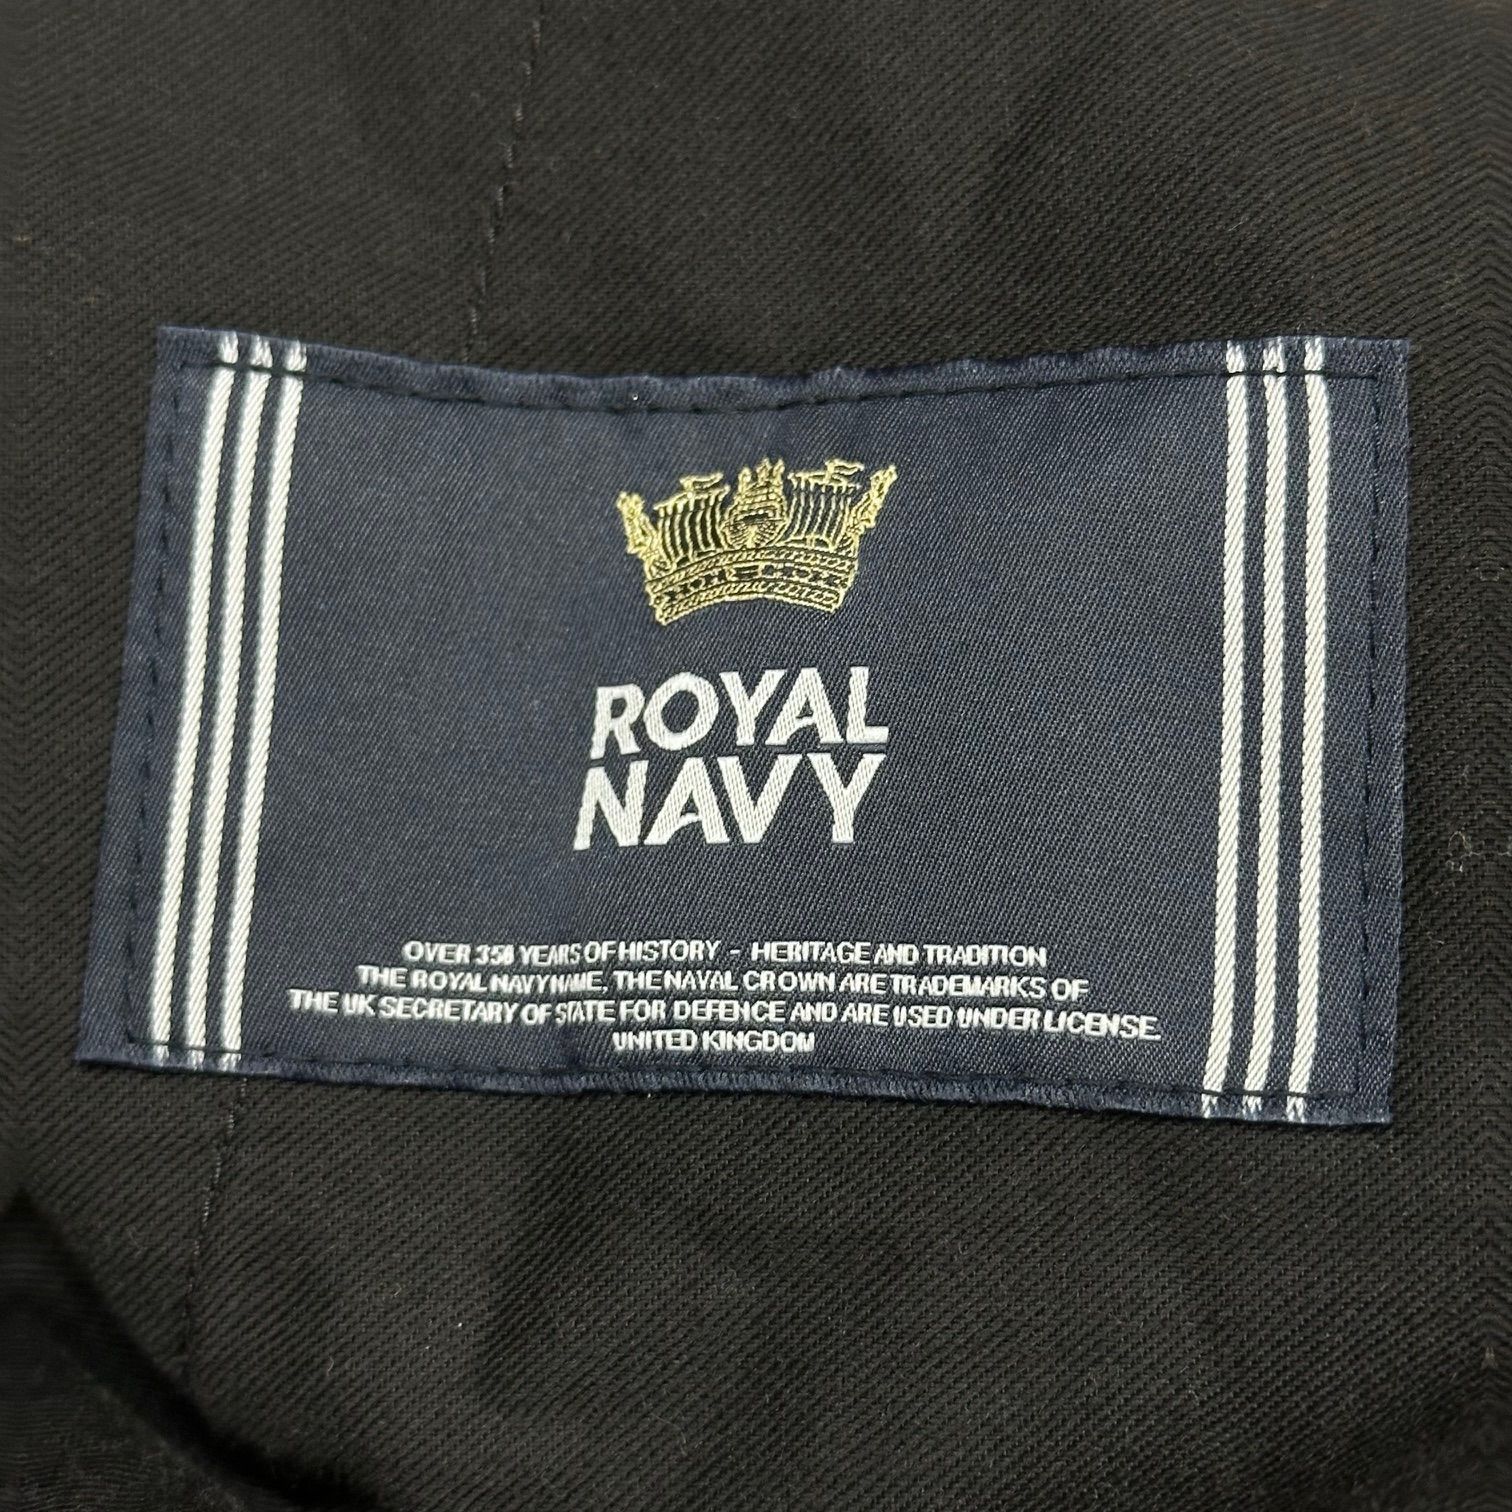 ROYAL
NAVY
OVER 350 YEARS OF HISTORY - HERITAGE AND TRADITION
THE ROYAL NAVY NAME, THE NAVAL CROWN ARE TRADEMARKS OF
THE UK SECRETARY OF STATE FOR DEFENCE AND ARE USED UNDER LICENSE.
UNITED KINGDOM